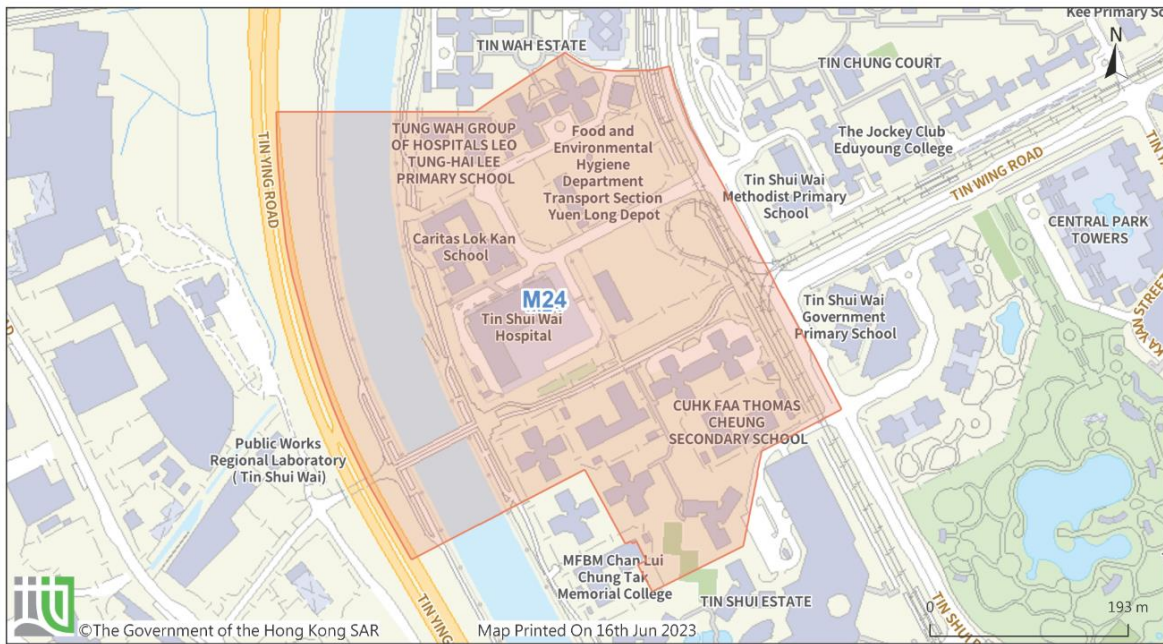 Kee Primary Sc
N
TIN WAH ESTATE
TIN CHUNG COURT
TUNG WAH GROUP
OF HOSPITALS LEO
TUNG-HAI LEE
PRIMARY SCHOOL
Food and
Environmental
Hygiene
Department
Transport Section
Yuen Long Depot
The Jockey Club
Eduyoung College
TIN YING ROAD
Tin Shui Wai
Methodist Primary
School
TIN WING ROAD
CENTRAL PARK
TOWERS
Caritas Lok Kan
School
M24
Tin Shui Wai
Hospital
Tin Shui Wai
Government
Primary School
KA YAN STREET
CUHK FAA THOMAS
CHEUNG
SECONDARY SCHOOL
Public Works
Regional Laboratory
(Tin Shui Wai)
MFBM Chan Lui
Chung Tak
Memorial College
TIN SHUI ESTATE
TIN YING
TIN SHUI
0
193 m
©The Government of the Hong Kong SAR
Map Printed On 16th Jun 2023